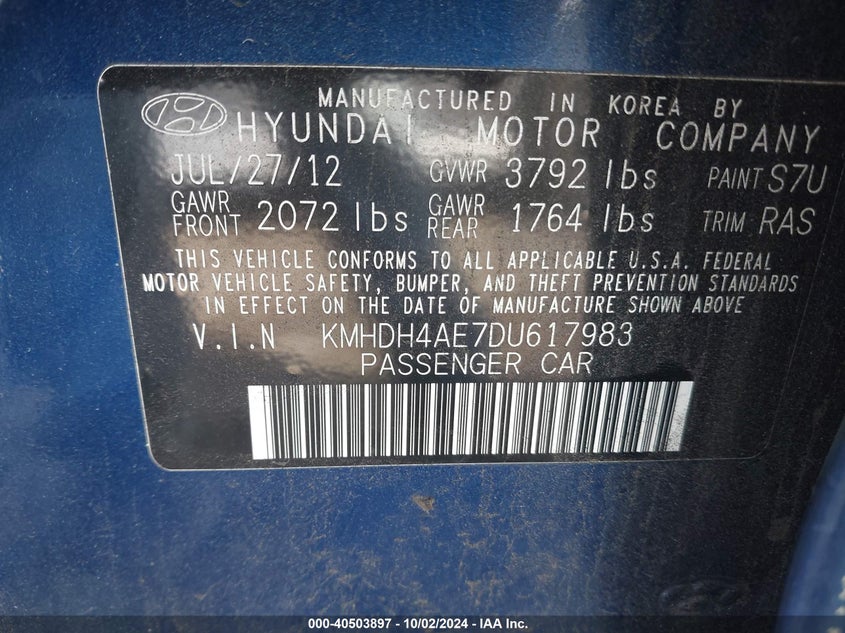 MANUFACTURED IN KOREA BY
HYUNDAI MOTOR COMPANY
JUL/27/12 GVWR 3792 lbs PAINT S7U
GAWR FRONT 2072 lbs GAWR REAR 1764 lbs TRIM RAS
THIS VEHICLE CONFORMS TO ALL APPLICABLE U.S.A. FEDERAL
MOTOR VEHICLE SAFETY, BUMPER, AND THEFT PREVENTION STANDARDS
IN EFFECT ON THE DATE OF MANUFACTURE SHOWN ABOVE
V.I.N KMHDH4AE7DU617983
PASSENGER CAR
000-40503897 - 10/02/2024 - IAA Inc.